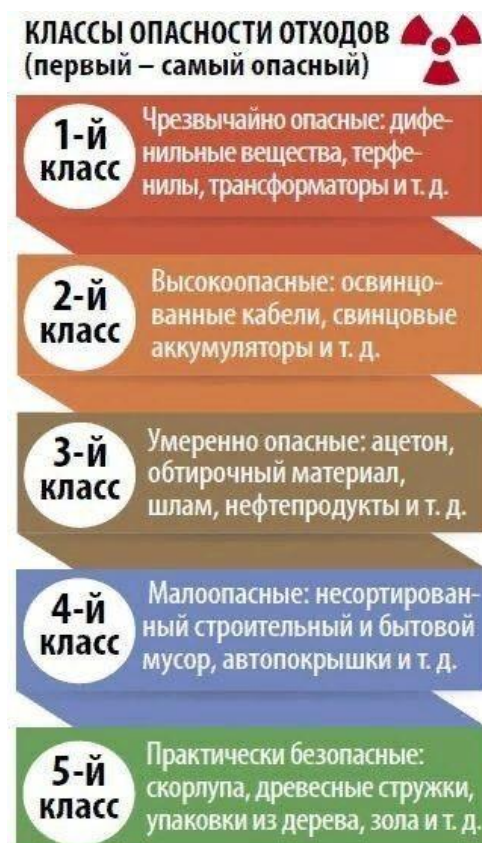 КЛАССЫ ОПАСНОСТИ ОТХОДОВ
(первый – самый опасный)
1-й
класс
Чрезвычайно опасные: дифе-
нильные вещества, терфе-
нилы, трансформаторы и т. д.
2-й
класс
Высокоопасные: освинцо-
ванные кабели, свинцовые
аккумуляторы и т. д.
3-й
класс
Умеренно опасные: ацетон,
обтирочный материал,
шлам, нефтепродукты и т. д.
4-й
класс
Малоопасные: несортирован-
ный строительный и бытовой
мусор, автопокрышки и т. д.
5-й
класс
Практически безопасные:
скорлупа, древесные стружки,
упаковки из дерева, зола и т. д.